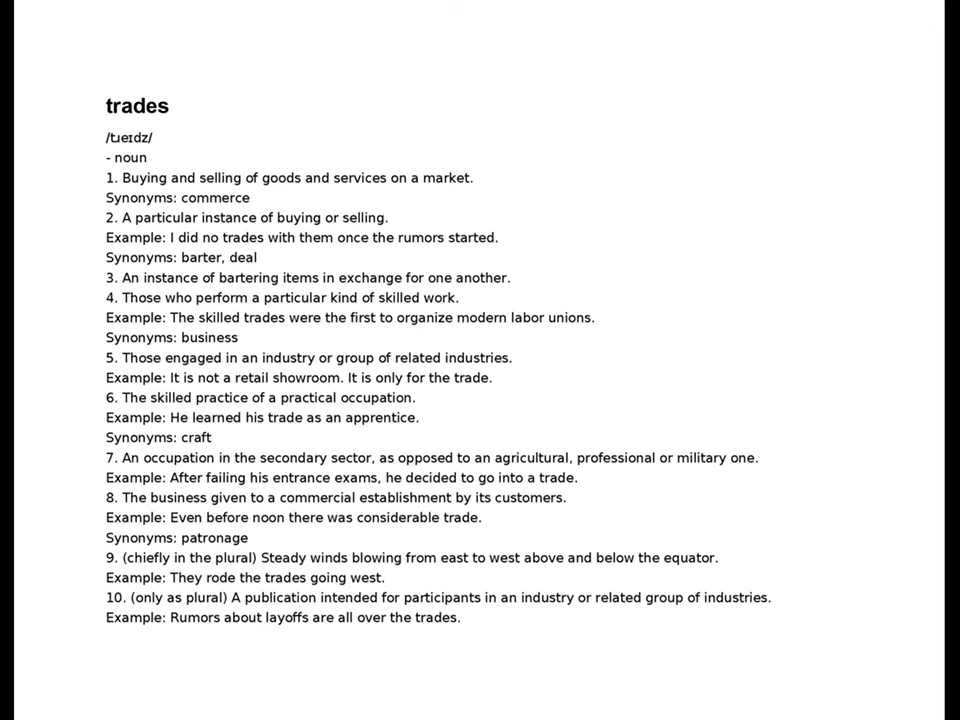 trades
/tɹeɪdz/
- noun
1. Buying and selling of goods and services on a market.
Synonyms: commerce
2. A particular instance of buying or selling.
Example: I did no trades with them once the rumors started.
Synonyms: barter, deal
3. An instance of bartering items in exchange for one another.
4. Those who perform a particular kind of skilled work.
Example: The skilled trades were the first to organize modern labor unions.
Synonyms: business
5. Those engaged in an industry or group of related industries.
Example: It is not a retail showroom. It is only for the trade.
6. The skilled practice of a practical occupation.
Example: He learned his trade as an apprentice.
Synonyms: craft
7. An occupation in the secondary sector, as opposed to an agricultural, professional or military one.
Example: After failing his entrance exams, he decided to go into a trade.
8. The business given to a commercial establishment by its customers.
Example: Even before noon there was considerable trade.
Synonyms: patronage
9. (chiefly in the plural) Steady winds blowing from east to west above and below the equator.
Example: They rode the trades going west.
10. (only as plural) A publication intended for participants in an industry or related group of industries.
Example: Rumors about layoffs are all over the trades.